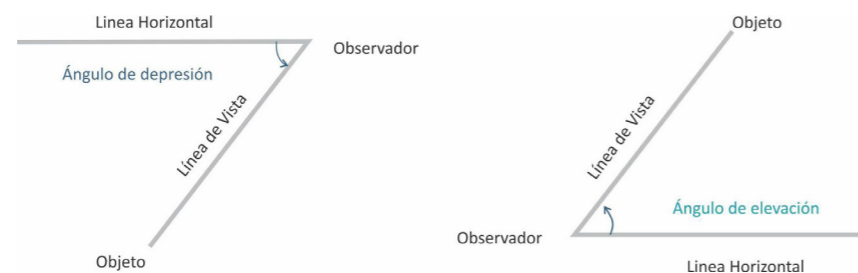 Linea Horizontal
Observador
Ángulo de depresión
Línea de Vista
Objeto
Objeto
Línea de Vista
Ángulo de elevación
Observador
Linea Horizontal